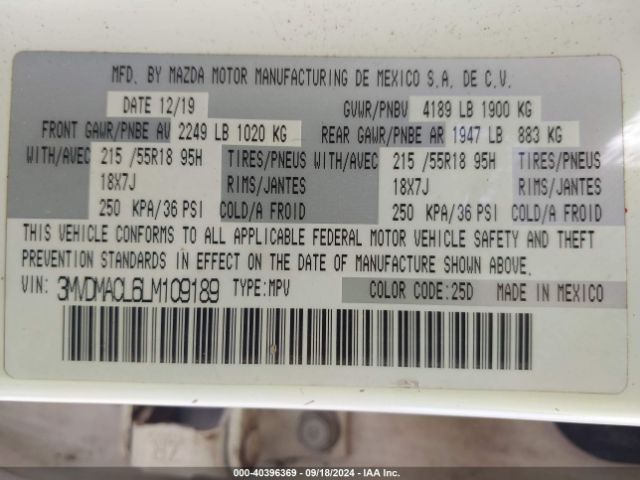 MFD. BY MAZDA MOTOR MANUFACTURING DE MEXICO S.A. DE C.V.
DATE 12/19 GVWR/PNBV 4189 LB 1900 KG
FRONT GAWR/PNBE AV 2249 LB 1020 KG REAR GAWR/PNBE AR 1947 LB 883 KG
WITH/AVEC 215 /55R18 95H TIRES/PNEUS WITH/AVEC 215 /55R18 95H TIRES/PNEUS
18X7J RIMS/JANTES 18X7J RIMS/JANTES
250 KPA/36 PSI COLD/A FROID 250 KPA/36 PSI COLD/A FROID
THIS VEHICLE CONFORMS TO ALL APPLICABLE FEDERAL MOTOR VEHICLE SAFETY AND THEFT
PREVENTION STANDARDS IN EFFECT ON THE DATE OF MANUFACTURE SHOWN ABOVE.
VIN: 3MVDMACL6LM109189 TYPE:MPV COLOR CODE:25D MADE IN MEXICO
000-40396369 - 09/18/2024 - IAA Inc.